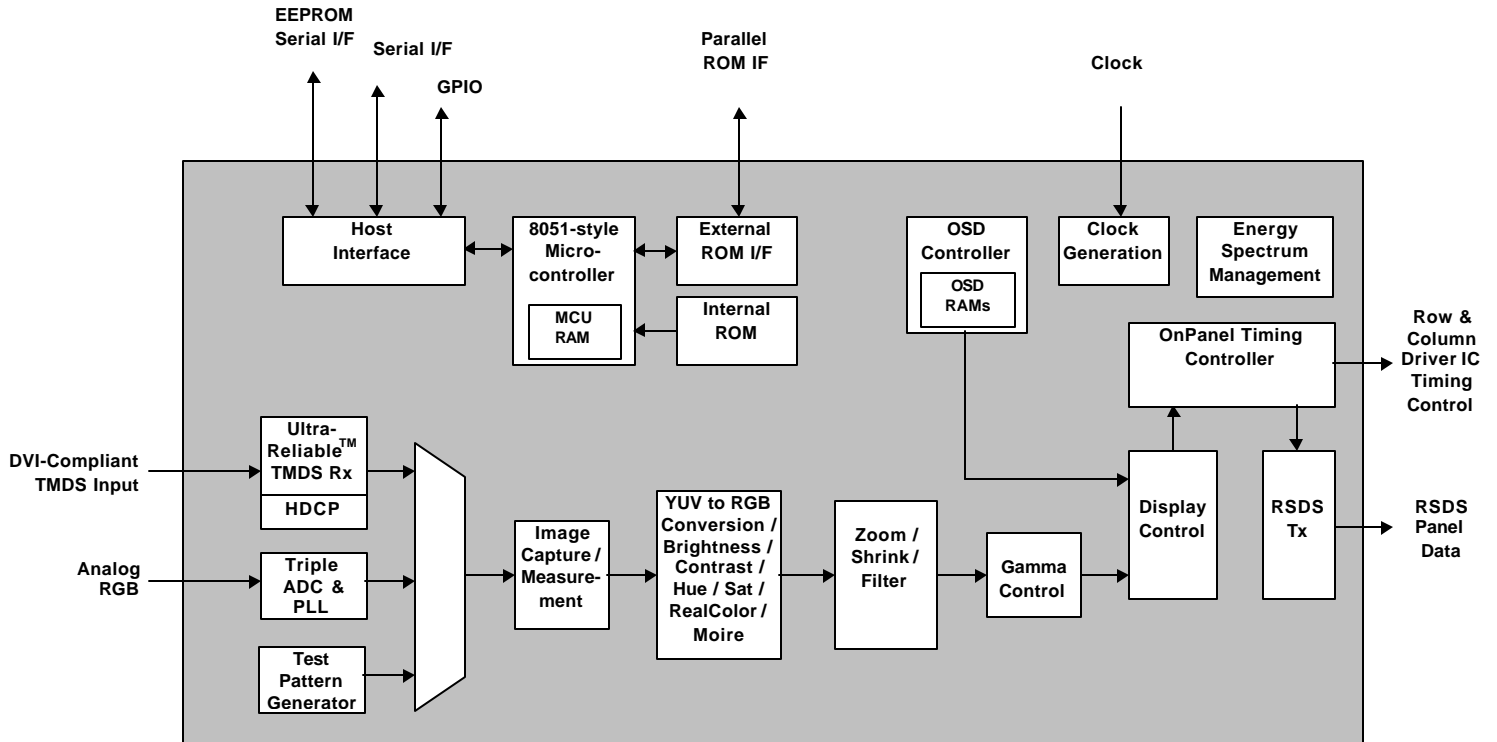 EEPROM
Serial I/F
Serial I/F
GPIO
Parallel
ROM IF
Clock
Host
Interface
8051-style
Micro-
controller
MCU
RAM
External
ROM I/F
Internal
ROM
OSD
Controller
OSD
RAMs
Clock
Generation
Energy
Spectrum
Management
OnPanel Timing
Controller
Row &
Column
Driver IC
Timing
Control
DVI-Compliant
TMDS Input
Ultra-
Reliable™
TMDS Rx
HDCP
Analog
RGB
Triple
ADC &
PLL
Test
Pattern
Generator
Image
Capture /
Measure-
ment
YUV to RGB
Conversion /
Brightness /
Contrast /
Hue / Sat /
RealColor /
Moire
Zoom /
Shrink /
Filter
Gamma
Control
Display
Control
RSDS
Tx
RSDS
Panel
Data